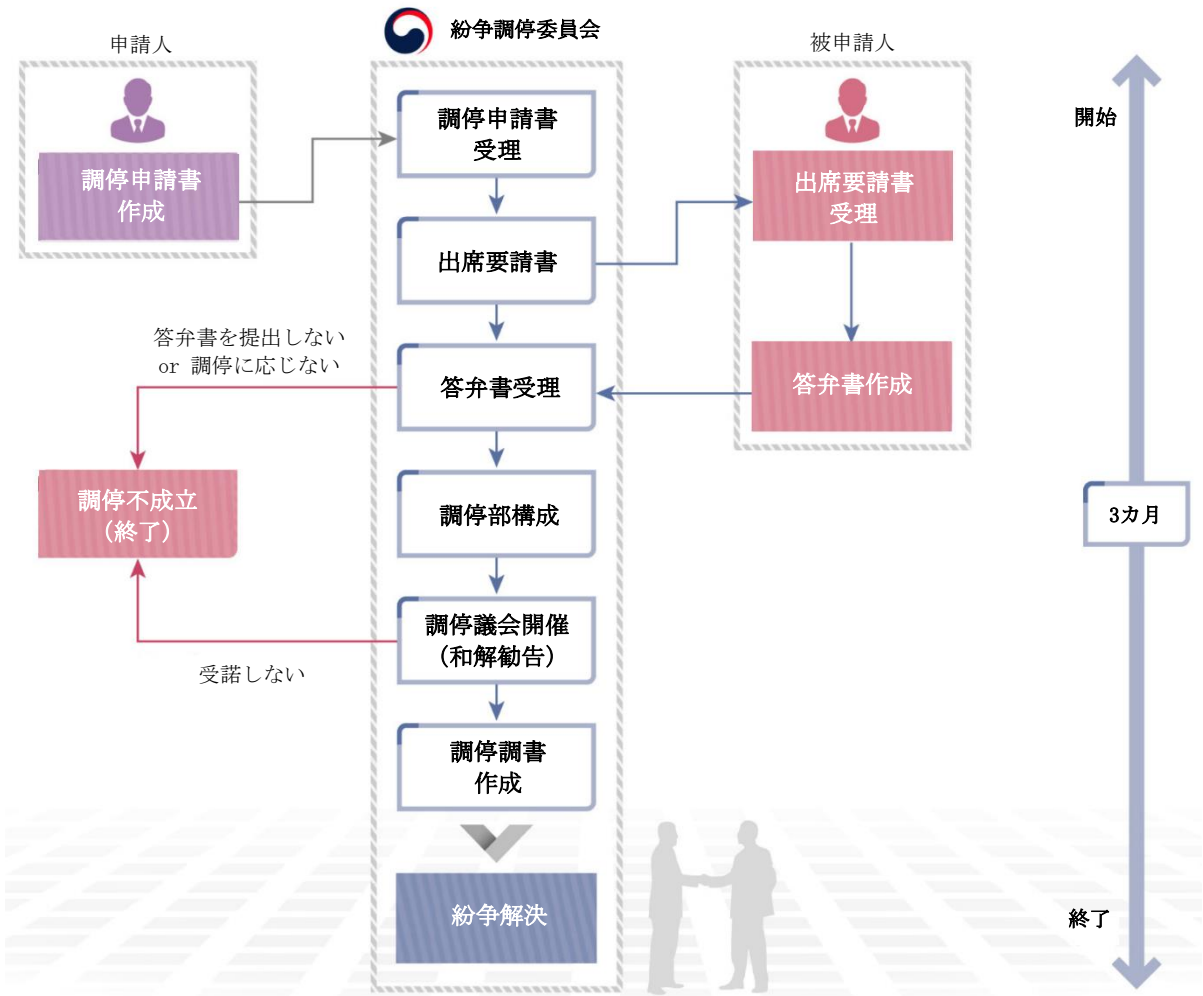 紛争調停委員会
申請人
被申請人
調停申請書
作成
調停申請書
受理
出席要請書
受理
開始
出席要請書
答弁書を提出しない
or 調停に応じない
答弁書受理
答弁書作成
調停不成立
(終了)
調停部構成
3カ月
調停議会開催
(和解勧告)
受諾しない
調停調書
作成
紛争解決
終了